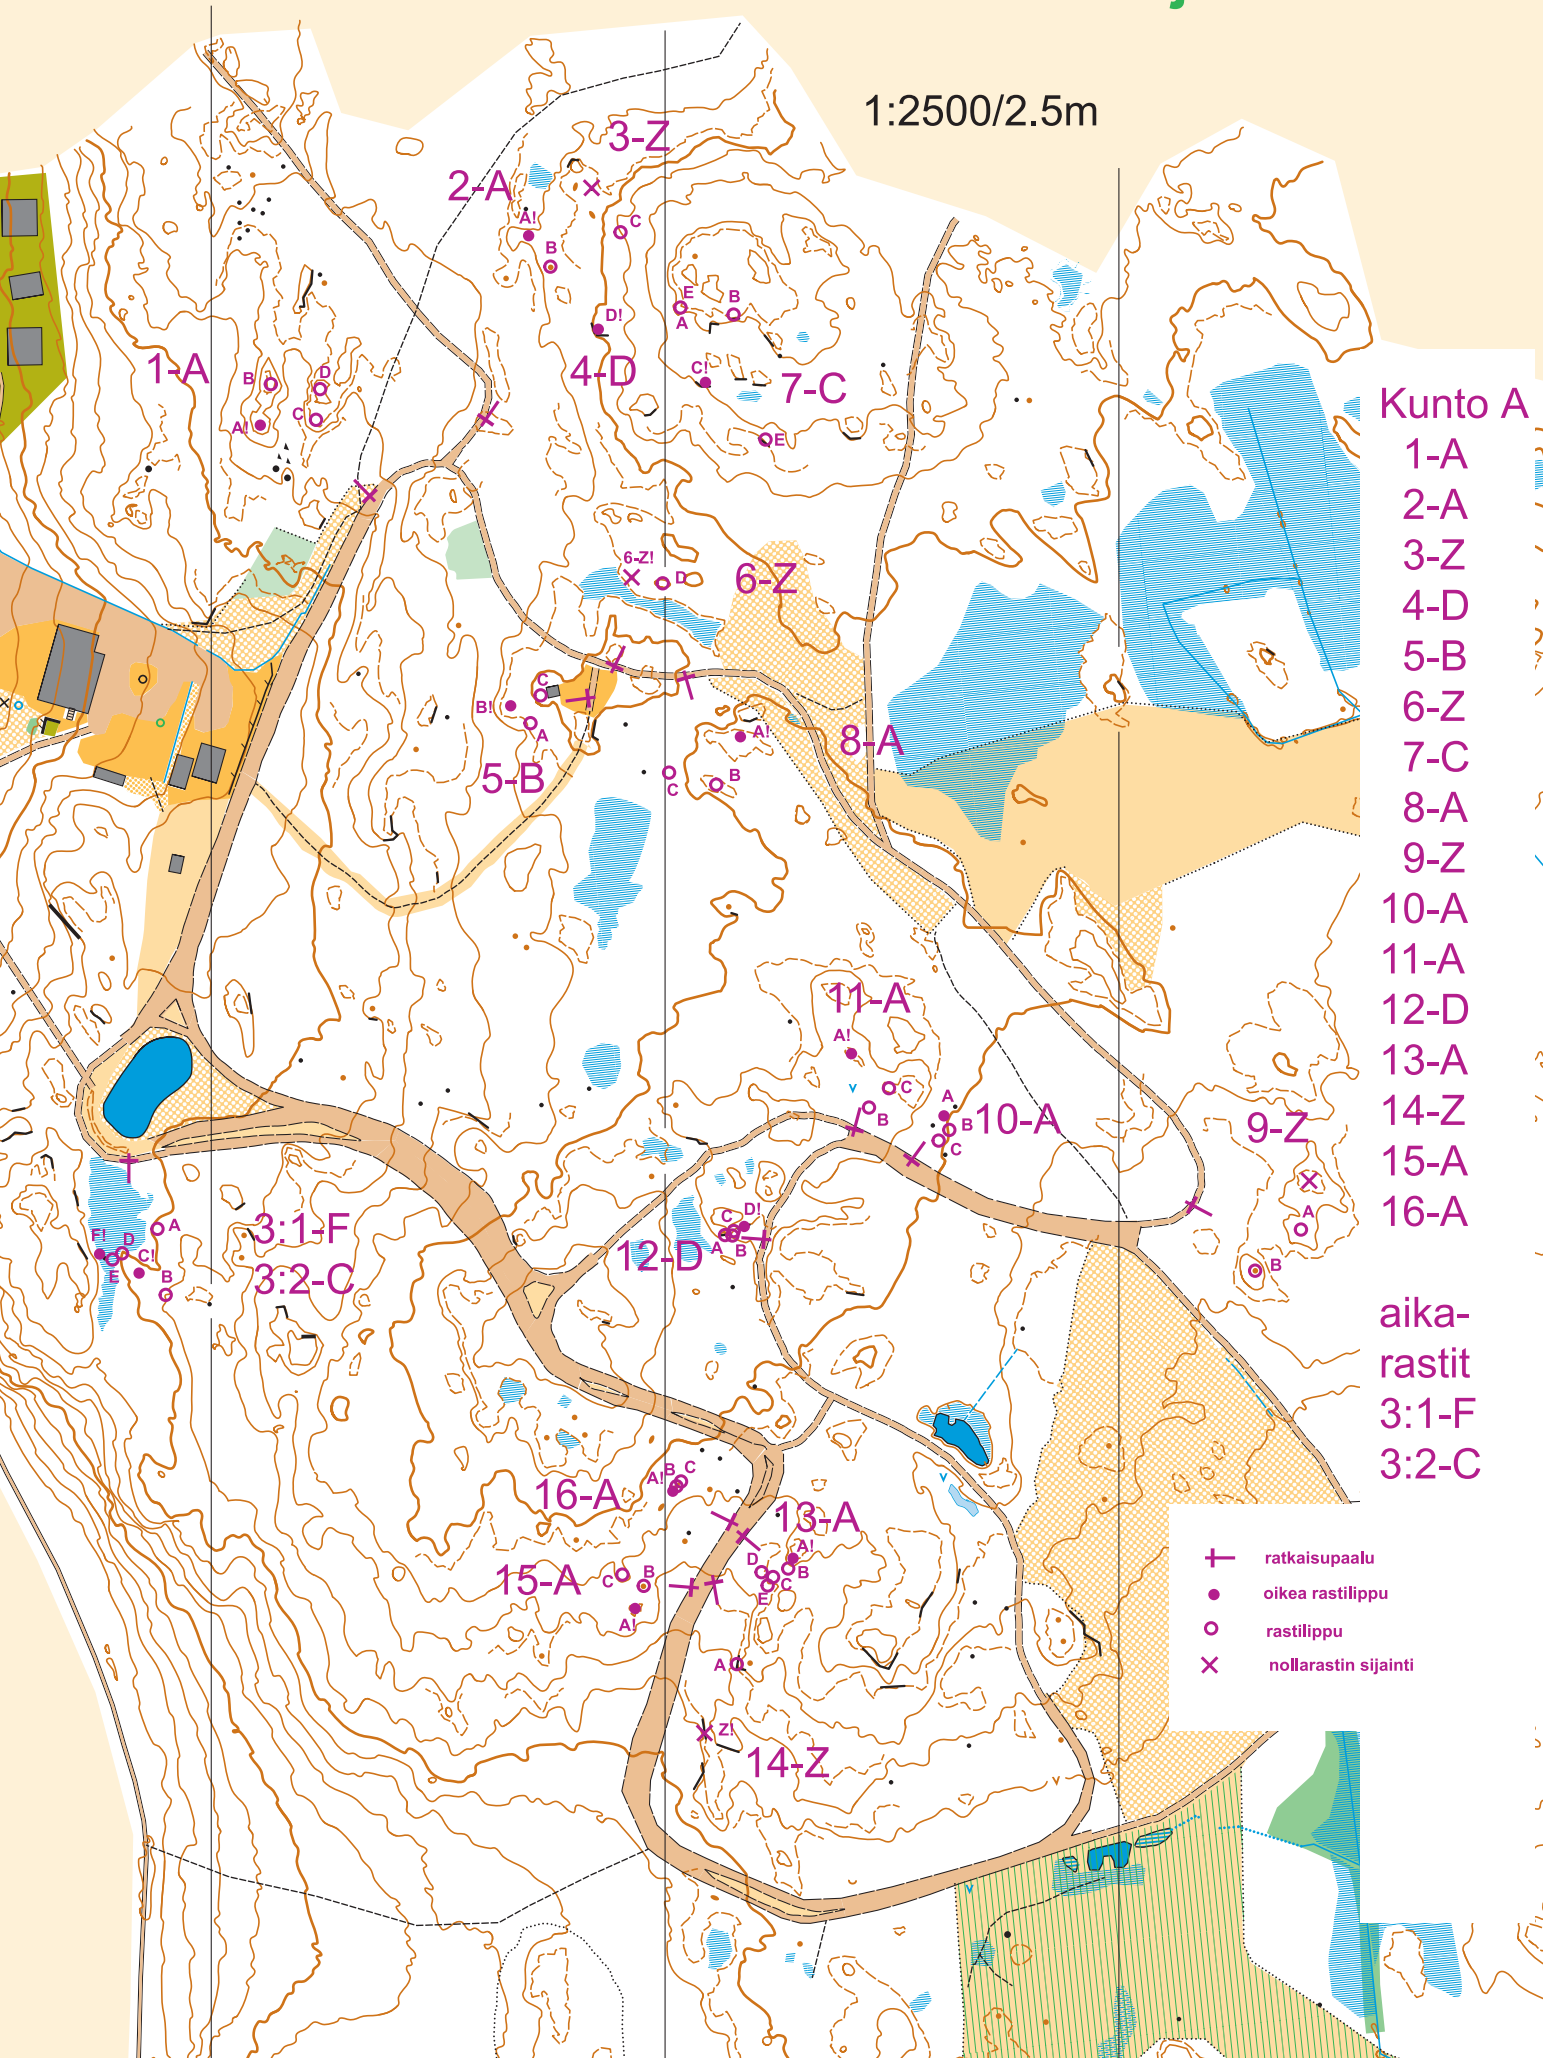 1:2500/2.5m
3-Z
2-A
A!
C
B
E
B
D!
A
4-D
C!
7-C
1-A
B
D
C
A!
E
Kunto A
1-A
2-A
3-Z
4-D
5-B
6-Z
7-C
8-A
9-Z
10-A
11-A
12-D
13-A
14-Z
15-A
16-A
aika-
rastit
3:1-F
3:2-C
6-Z!
D
6-Z
C
B!
A
5-B
A!
8-A
B
C
11-A
A!
C
B
A
B
C
10-A
9-Z
A
B
F!
D
A
C!
E
B
3:1-F
3:2-C
C
D!
A
B
12-D
A!
B
C
16-A
13-A
A!
D
B
C
E
15-A
C
B
A!
A
Z!
14-Z
ratkaisupaalu
oikea rastilippu
rastilippu
nollarastin sijainti